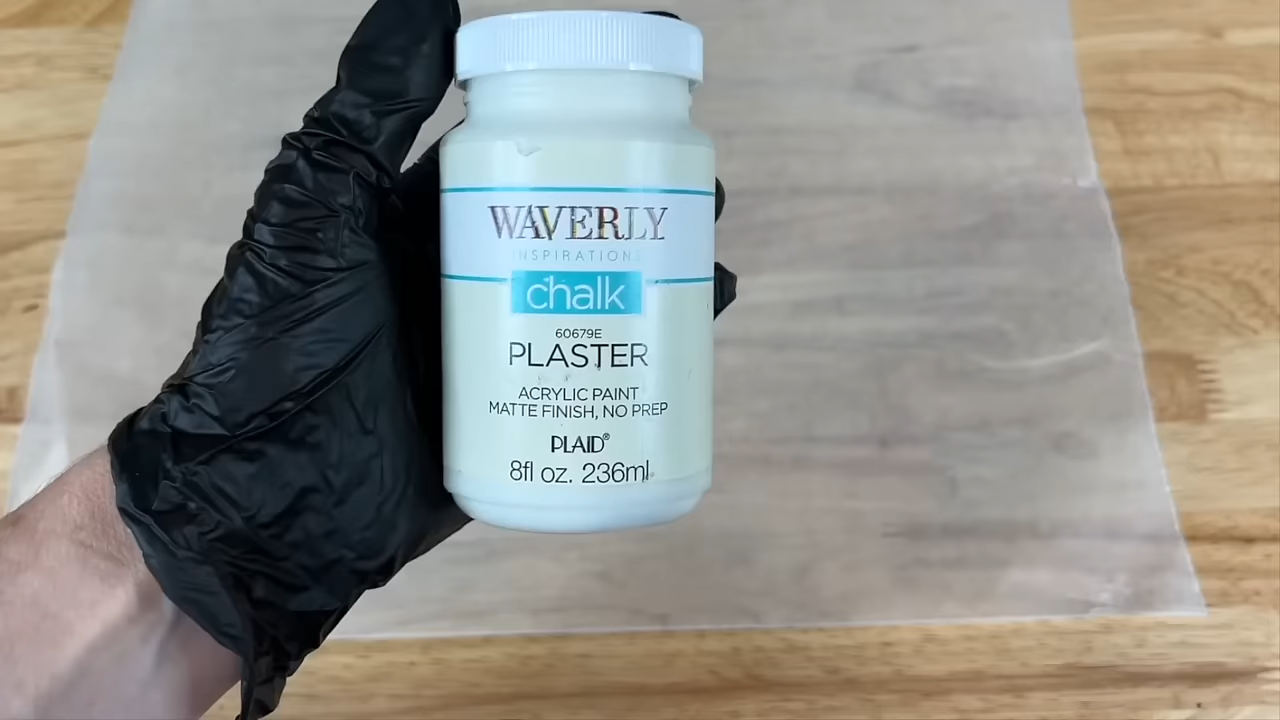 WAVERLY
INSPIRATIONS
chalk
60679E
PLASTER
ACRYLIC PAINT
MATTE FINISH, NO PREP
PLAID®
8fl oz. 236ml